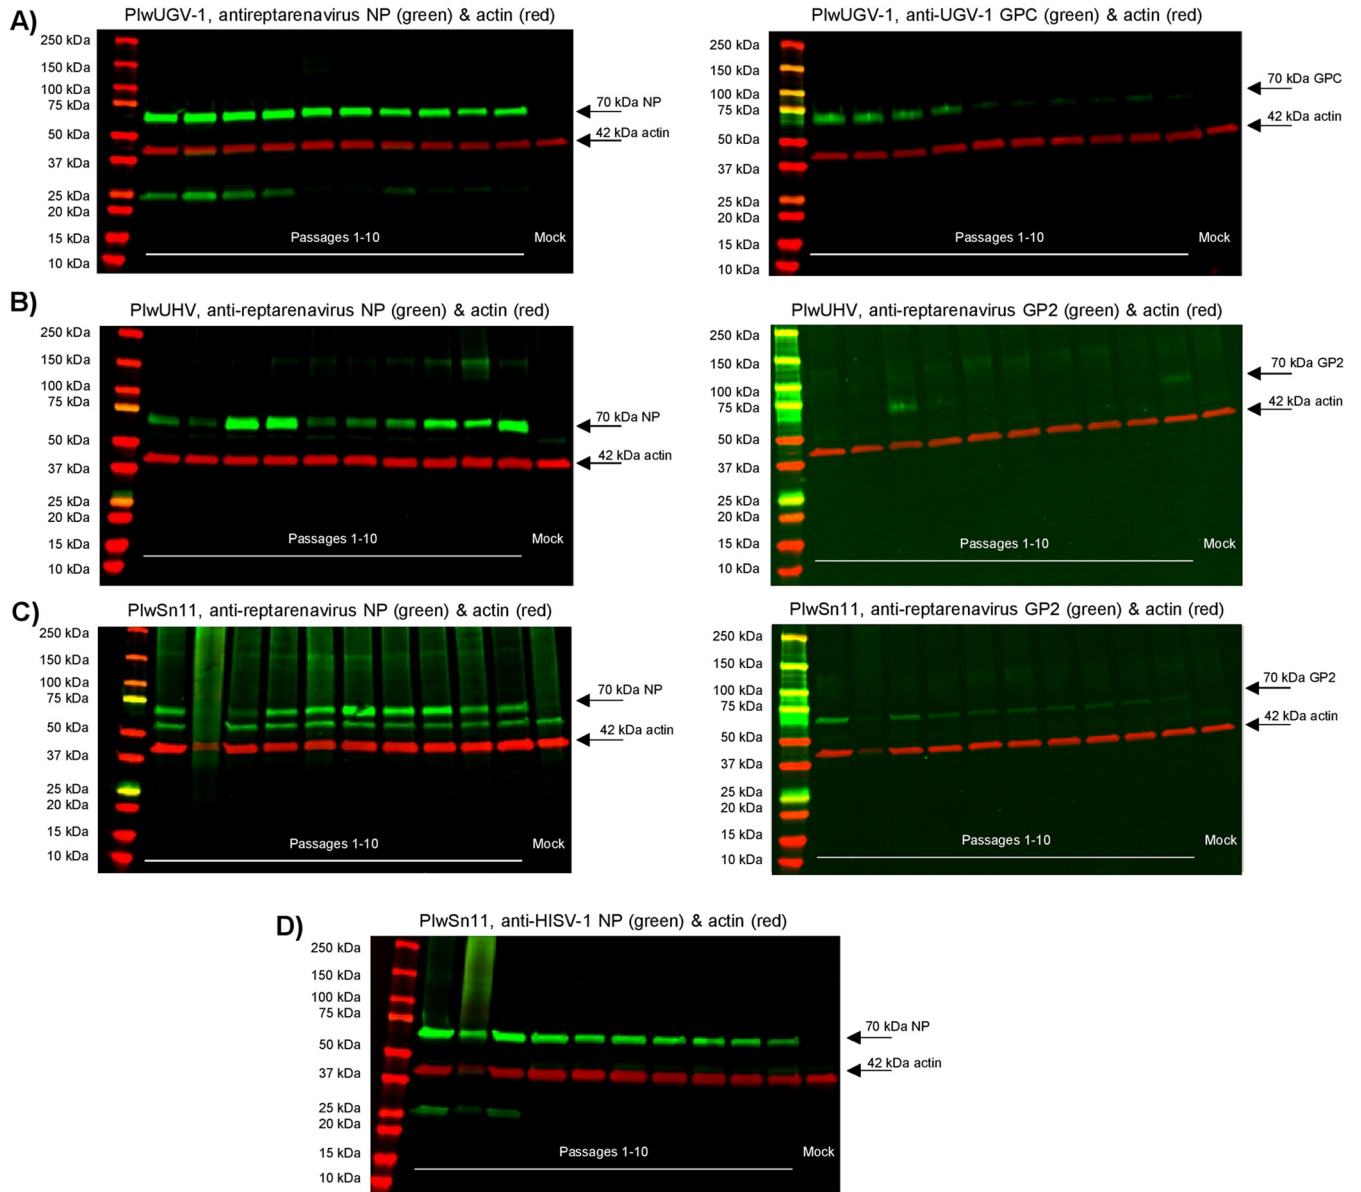 A)
PlwUGV-1, antireptarenavirus NP (green) & actin (red)
250 kDa
150 kDa
100 kDa
75 kDa
50 kDa
37 kDa
25 kDa
20 kDa
15 kDa
10 kDa
70 kDa NP
42 kDa actin
Passages 1-10
Mock
PlwUGV-1, anti-UGV-1 GPC (green) & actin (red)
250 kDa
150 kDa
100 kDa
75 kDa
50 kDa
37 kDa
25 kDa
20 kDa
15 kDa
10 kDa
70 kDa GPC
42 kDa actin
Passages 1-10
Mock
B)
PlwUHV, anti-reptarenavirus NP (green) & actin (red)
250 kDa
150 kDa
100 kDa
75 kDa
50 kDa
37 kDa
25 kDa
20 kDa
15 kDa
10 kDa
70 kDa NP
42 kDa actin
Passages 1-10
Mock
PlwUHV, anti-reptarenavirus GP2 (green) & actin (red)
250 kDa
150 kDa
100 kDa
75 kDa
50 kDa
37 kDa
25 kDa
20 kDa
15 kDa
10 kDa
70 kDa GP2
42 kDa actin
Passages 1-10
Mock
C)
PlwSn11, anti-reptarenavirus NP (green) & actin (red)
250 kDa
150 kDa
100 kDa
75 kDa
50 kDa
37 kDa
25 kDa
20 kDa
15 kDa
10 kDa
70 kDa NP
42 kDa actin
Passages 1-10
Mock
PlwSn11, anti-reptarenavirus GP2 (green) & actin (red)
250 kDa
150 kDa
100 kDa
75 kDa
50 kDa
37 kDa
25 kDa
20 kDa
15 kDa
10 kDa
70 kDa GP2
42 kDa actin
Passages 1-10
Mock
D)
PlwSn11, anti-HISV-1 NP (green) & actin (red)
250 kDa
150 kDa
100 kDa
75 kDa
50 kDa
37 kDa
25 kDa
20 kDa
15 kDa
10 kDa
70 kDa NP
42 kDa actin
Passages 1-10
Mock